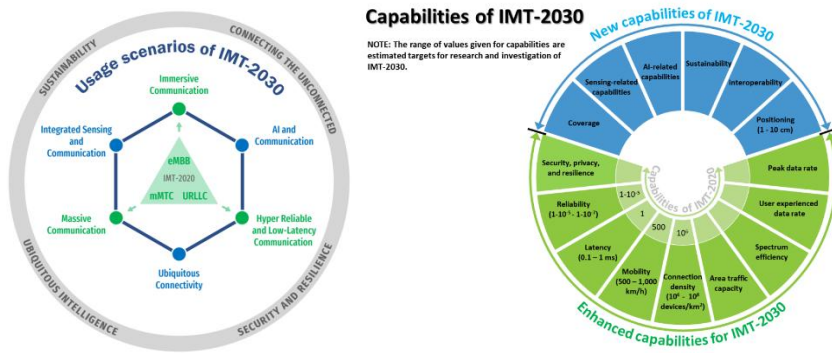 SUSTAINABILITY
CONNECTING THE UNCONNECTED
UBIQUITOUS INTELLIGENCE
SECURITY AND RESILIENCE
Usage scenarios of IMT-2030
Immersive
Communication
Integrated Sensing
and
Communication
AI and
Communication
eMBB
IMT-2020
mMTC URLLC
Massive
Communication
Hyper Reliable
and Low-Latency
Communication
Ubiquitous
Connectivity
Capabilities of IMT-2030
NOTE: The range of values given for capabilities are
estimated targets for research and investigation
of IMT-2030.
New capabilities of IMT-2030
Coverage
Sensing-related
capabilities
AI-related
capabilities
Sustainability
Interoperability
Positioning
(1 - 10 cm)
Security, privacy,
and resilience
Reliability
(1-10⁻⁵ - 1-10⁻⁷)
Latency
(0.1 – 1 ms)
Mobility
(500 – 1,000
km/h)
Connection
density
(10⁶ - 10⁸
devices/km²)
Area traffic
capacity
Spectrum
efficiency
User experienced
data rate
Peak data rate
Capabilities of IMT-2020
1-10⁻⁵
1
500
10⁶
Enhanced capabilities for IMT-2030